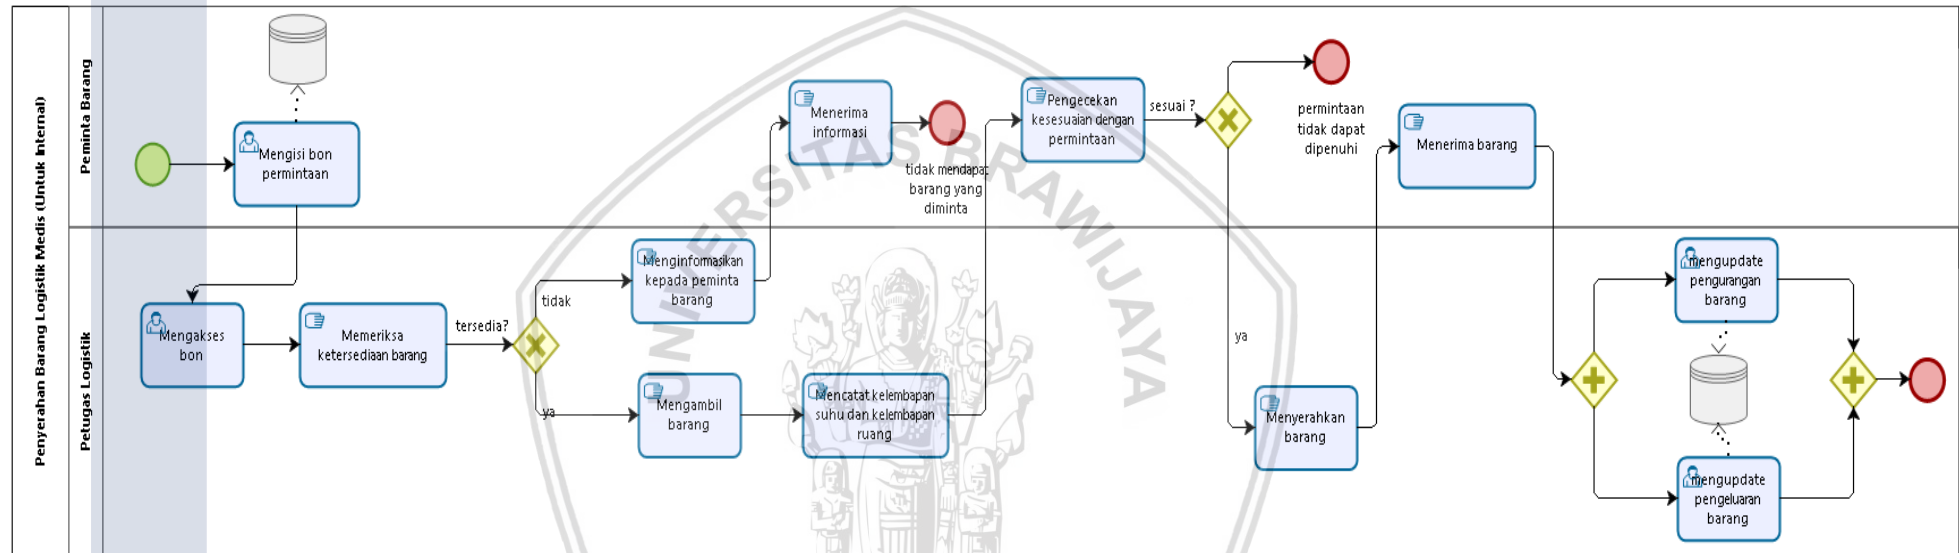 Penyerahan Barang Logistik Medis (Untuk Internal)
Peminta Barang
Mengisi bon
permintaan
Menerima
informasi
tidak mendapat
barang yang
diminta
Pengecekan
kesesuaian dengan
permintaan
sesuai ?
permintaan
tidak dapat
dipenuhi
Menerima barang
Petugas Logistik
Mengakses
bon
Memeriksa
ketersediaan barang
tersedia?
tidak
ya
Menginformasikan
kepada peminta
barang
Mengambil
barang
Mencatat kelembapan
suhu dan kelembapan
ruang
ya
Menyerahkan
barang
mengupdate
pengurangan
barang
mengupdate
pengeluaran
barang
UNIVERSITAS BRAWIJAYA